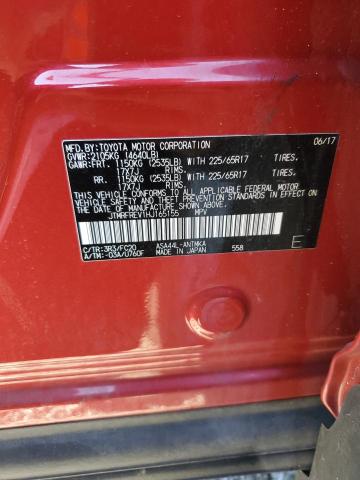 MFD.BY:TOYOTA MOTOR CORPORATION 06/17
GVWR:2105KG (4640LB)
GAWR:FRT. 1150KG (2535LB) WITH 225/65R17 TIRES.
17X7J RIMS.
RR. 1150KG (2535LB) WITH 225/65R17 TIRES.
17X7J RIMS.
THIS VEHICLE CONFORMS TO ALL APPLICABLE FEDERAL MOTOR VEHICLE
SAFETY, BUMPER, AND THEFT PREVENTION STANDARDS IN EFFECT ON
THE DATE OF MANUFACTURE SHOWN ABOVE.
JTMRFREV1HJ165155 MPV
C/TR:3R3/FC20 ASA44L-ANTMKA
A/TM:-03A/U760F MADE IN JAPAN 558 E